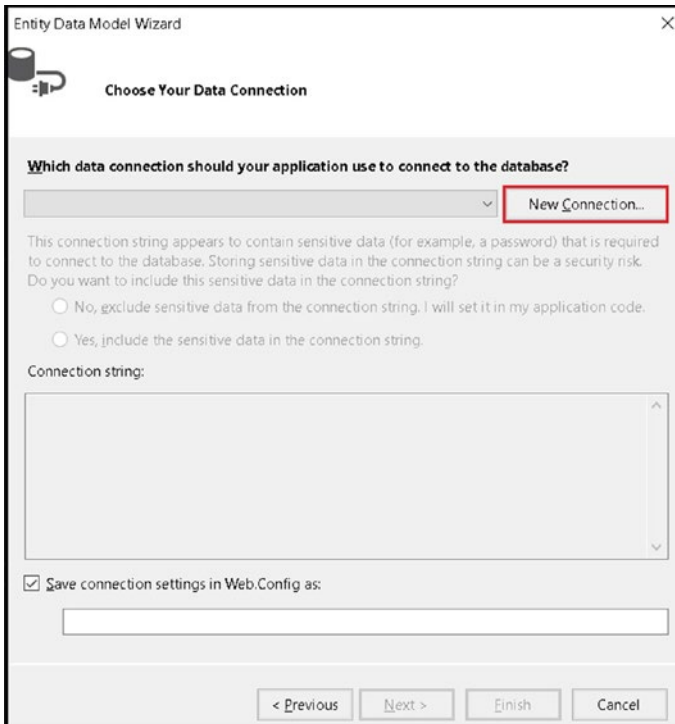 Entity Data Model Wizard
Choose Your Data Connection
Which data connection should your application use to connect to the database?
New Connection...
This connection string appears to contain sensitive data (for example, a password) that is required
to connect to the database. Storing sensitive data in the connection string can be a security risk.
Do you want to include this sensitive data in the connection string?
No, exclude sensitive data from the connection string. I will set it in my application code.
Yes, include the sensitive data in the connection string.
Connection string:
Save connection settings in Web.Config as:
< Previous
Next >
Finish
Cancel